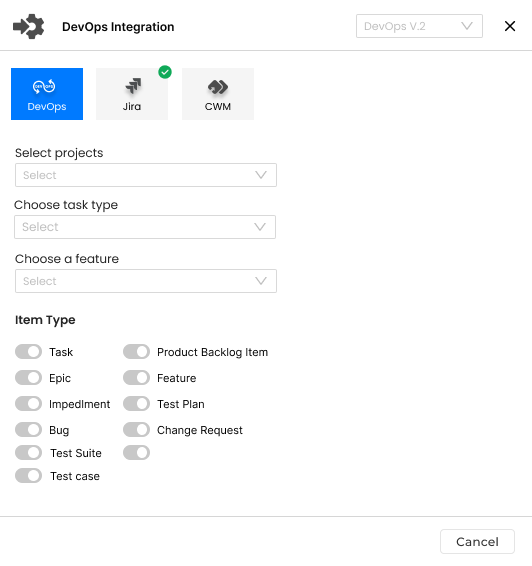 DevOps Integration
DevOps V.2
DevOps
Jira
CWM
Select projects
Select
Choose task type
Select
Choose a feature
Select
Item Type
Task
Product Backlog Item
Epic
Feature
Impedlment
Test Plan
Bug
Change Request
Test Suite
Test case
Cancel